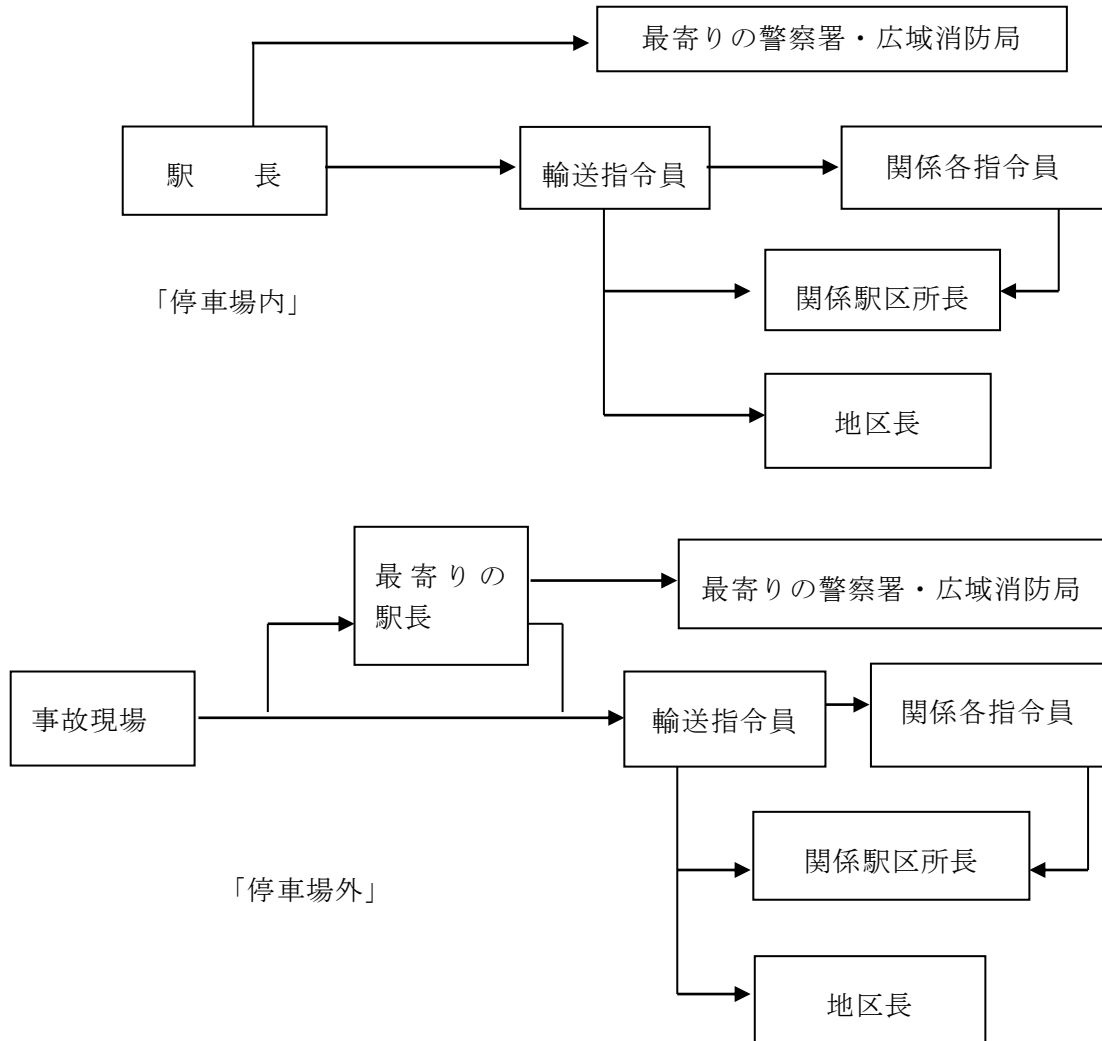 最寄りの警察署・広域消防局
駅　　長
輸送指令員
関係各指令員
「停車場内」
関係駅区所長
地区長
最寄りの
駅長
最寄りの警察署・広域消防局
事故現場
輸送指令員
関係各指令員
関係駅区所長
「停車場外」
地区長